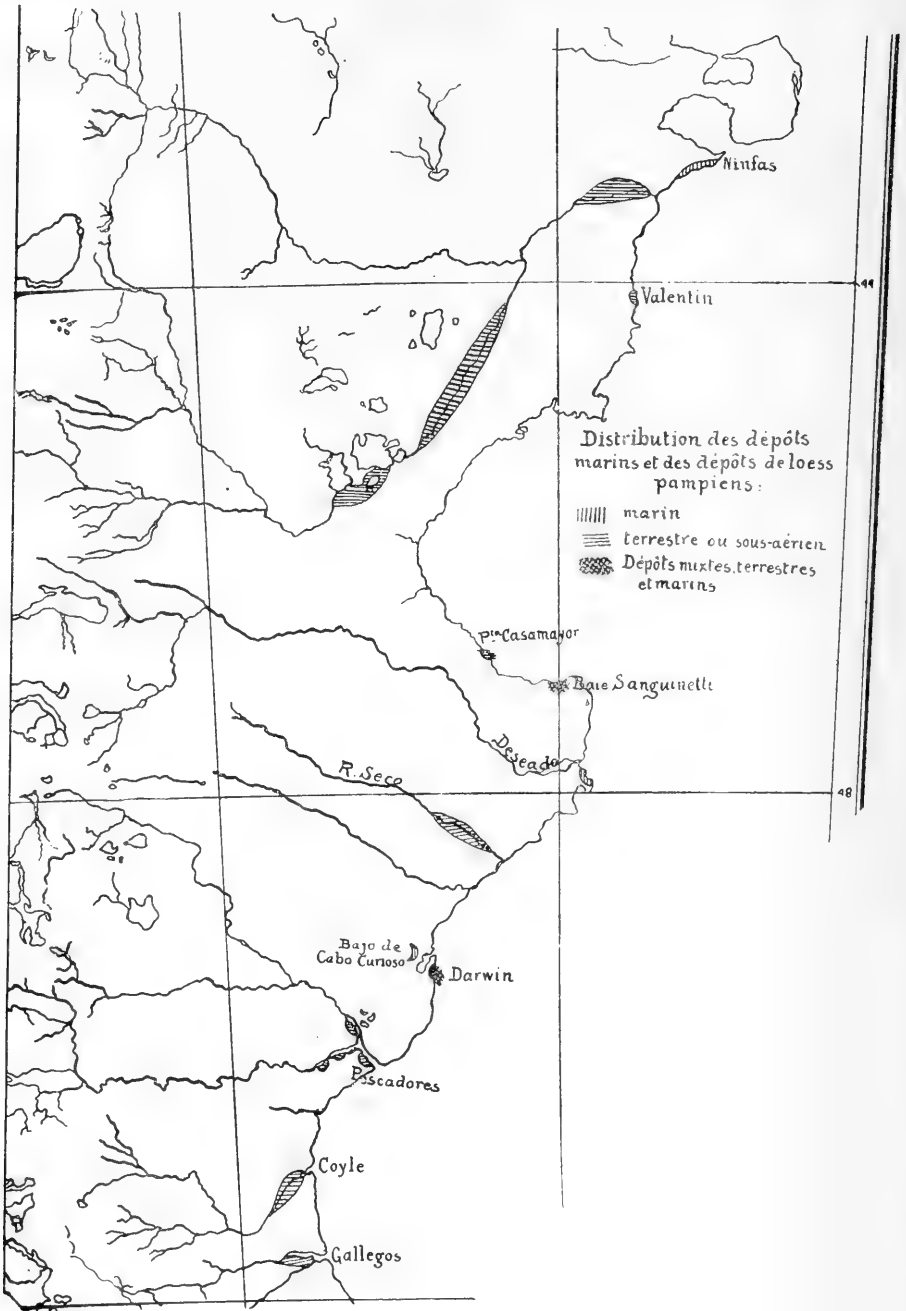 Ninfas
44
Valentin
Distribution des dépôts
marins et des dépôts de loess
pampiens:
marin
terrestre ou sous-aérien
Dépôts mixtes, terrestres
et marins
Pta Casamayor
Baie Sanguinetti
Deseado
R. Seco
48
Bajo de
Cabo Curioso
Darwin
Pescadores
Coyle
Gallegos